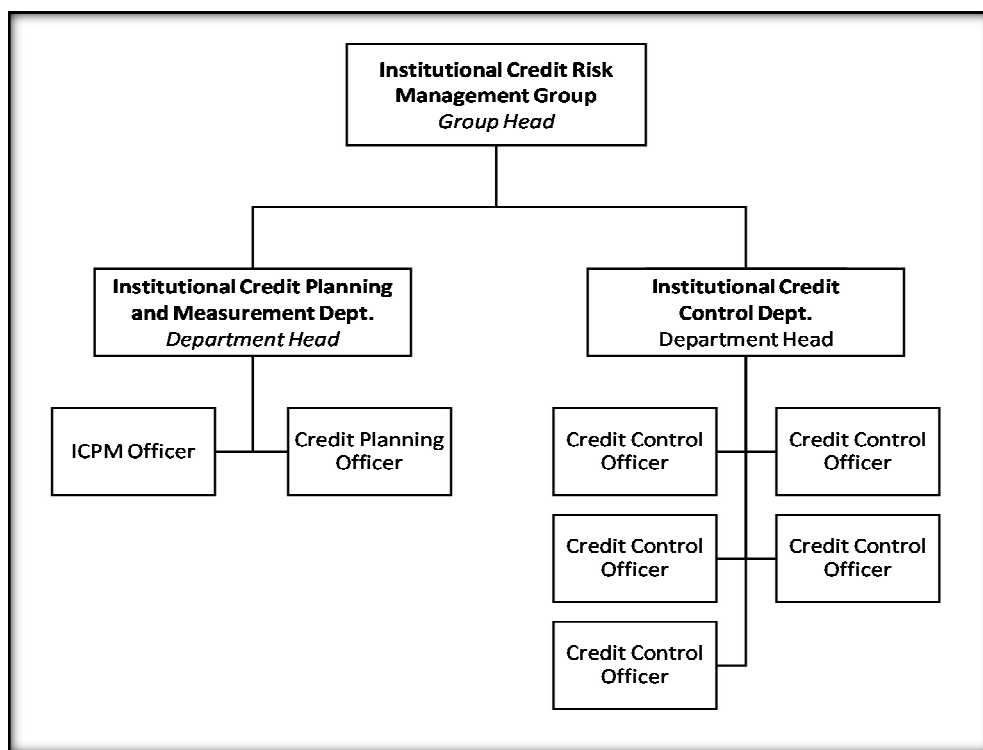 Institutional Credit Risk
Management Group
Group Head
Institutional Credit Planning
and Measurement Dept.
Department Head
Institutional Credit
Control Dept.
Department Head
ICPM Officer
Credit Planning
Officer
Credit Control
Officer
Credit Control
Officer
Credit Control
Officer
Credit Control
Officer
Credit Control
Officer